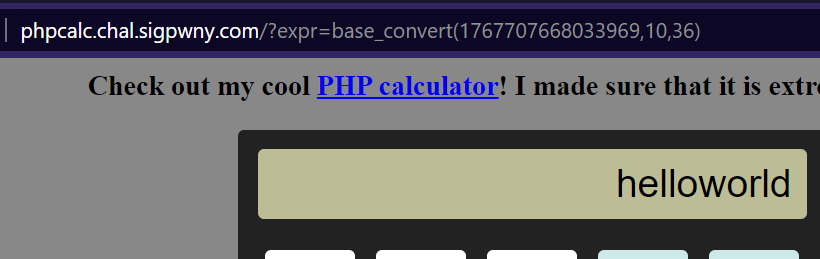 phpcalc.chal.sigpwny.com/?expr=base_convert(1767707668033969,10,36)
Check out my cool PHP calculator! I made sure that it is
helloworld